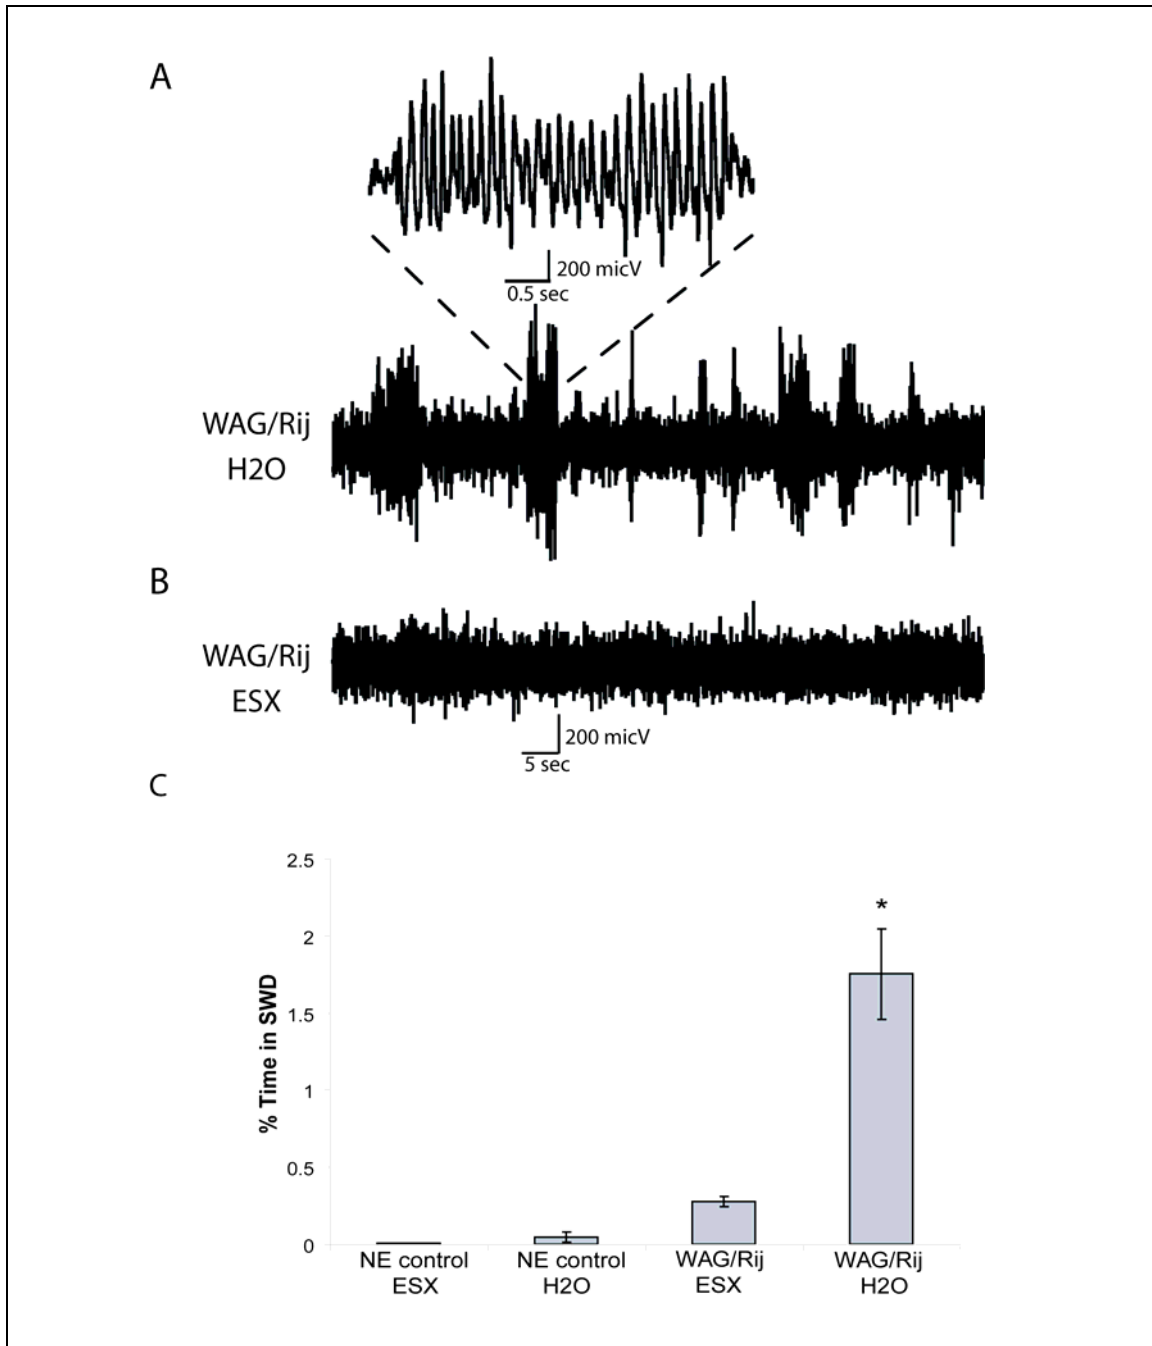 A
200 micV
0.5 sec
WAG/Rij
H2O
B
WAG/Rij
ESX
200 micV
5 sec
C
2.5
2
1.5
1
0.5
0
% Time in SWD
*
NE control
ESX
NE control
H2O
WAG/Rij
ESX
WAG/Rij
H2O